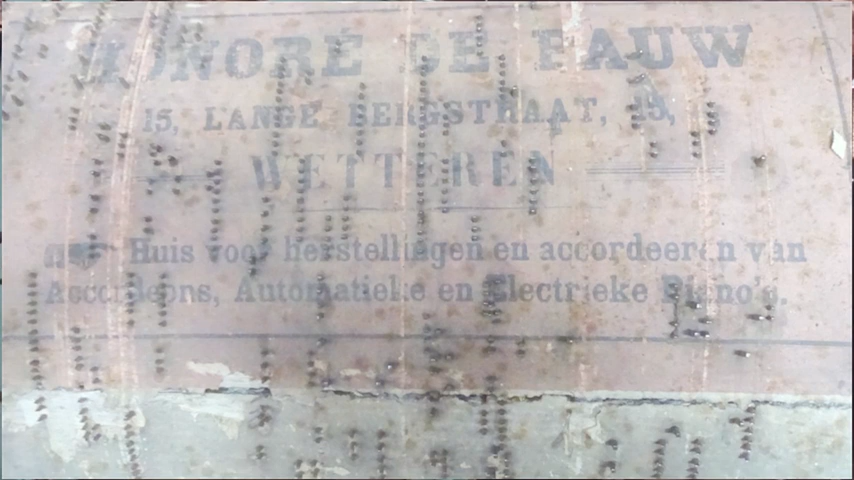 HONORÉ DE PAUW
15, LANGE BERGSTRAAT, 15,
WETTEREN
Huis voor herstellingen en accordeeren van
Accordeons, Automatieke en Electrieke Piano's.